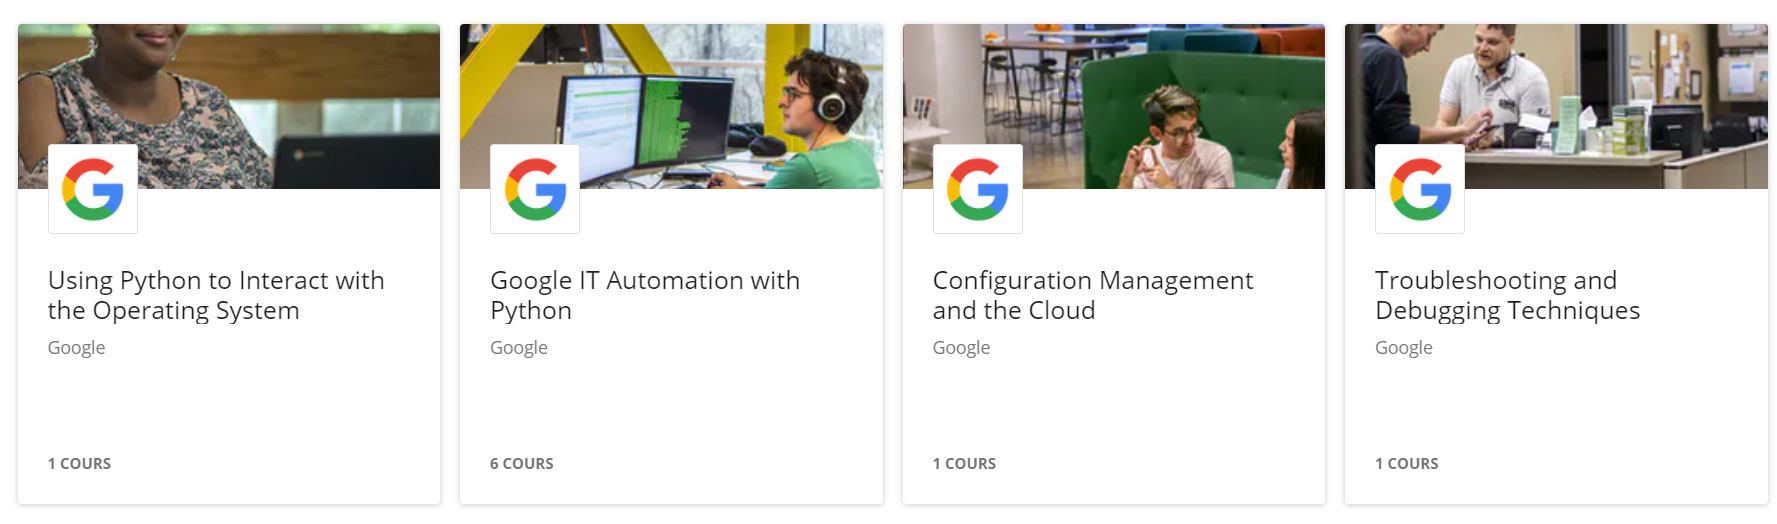 Using Python to Interact with
the Operating System
Google
1 COURS
Google IT Automation with
Python
Google
6 COURS
Configuration Management
and the Cloud
Google
1 COURS
Troubleshooting and
Debugging Techniques
Google
1 COURS